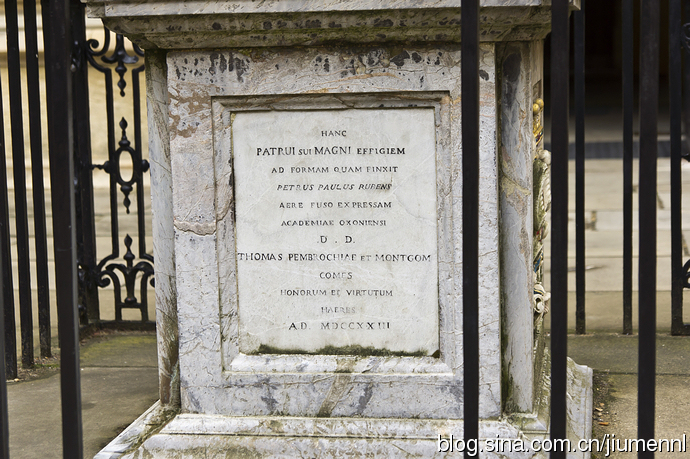 HANC
PATRUI SUI MAGNI EFFIGIEM
AD FORMAM QUAM FINXIT
PETRUS PAULUS RUBENS
AERE FUSO EXPRESSAM
ACADEMIAE OXONIENSI
D. D.
THOMAS PEMBROCHIAE ET MONTGOM
COMES
HONORUM ET VIRTUTUM
HAERES
A.D. MDCCXXIII
blog.sina.com.cn/jiumennl